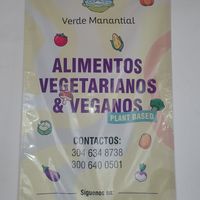 Verde Manantial
ALIMENTOS
VEGETARIANOS
& VEGANOS
PLANT BASED
CONTACTOS:
304 634 8738
300 640 0501
Síguenos en: